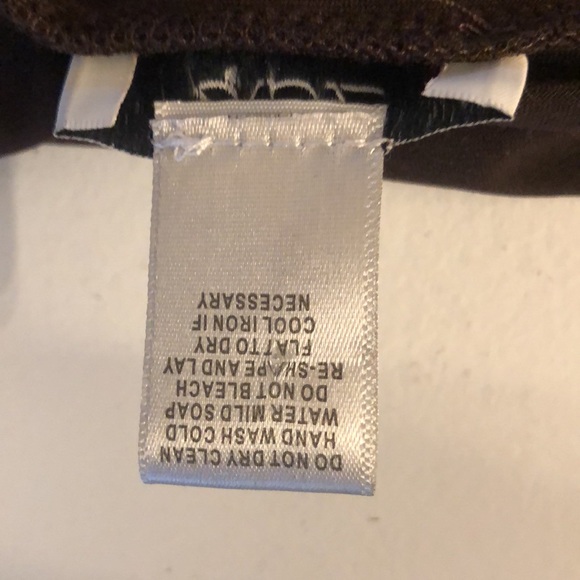 DO NOT DRY CLEAN
HAND WASH COLD
WATER MILD SOAP
DO NOT BLEACH
RE-SHAPE AND LAY
FLAT TO DRY
COOL IRON IF
NECESSARY